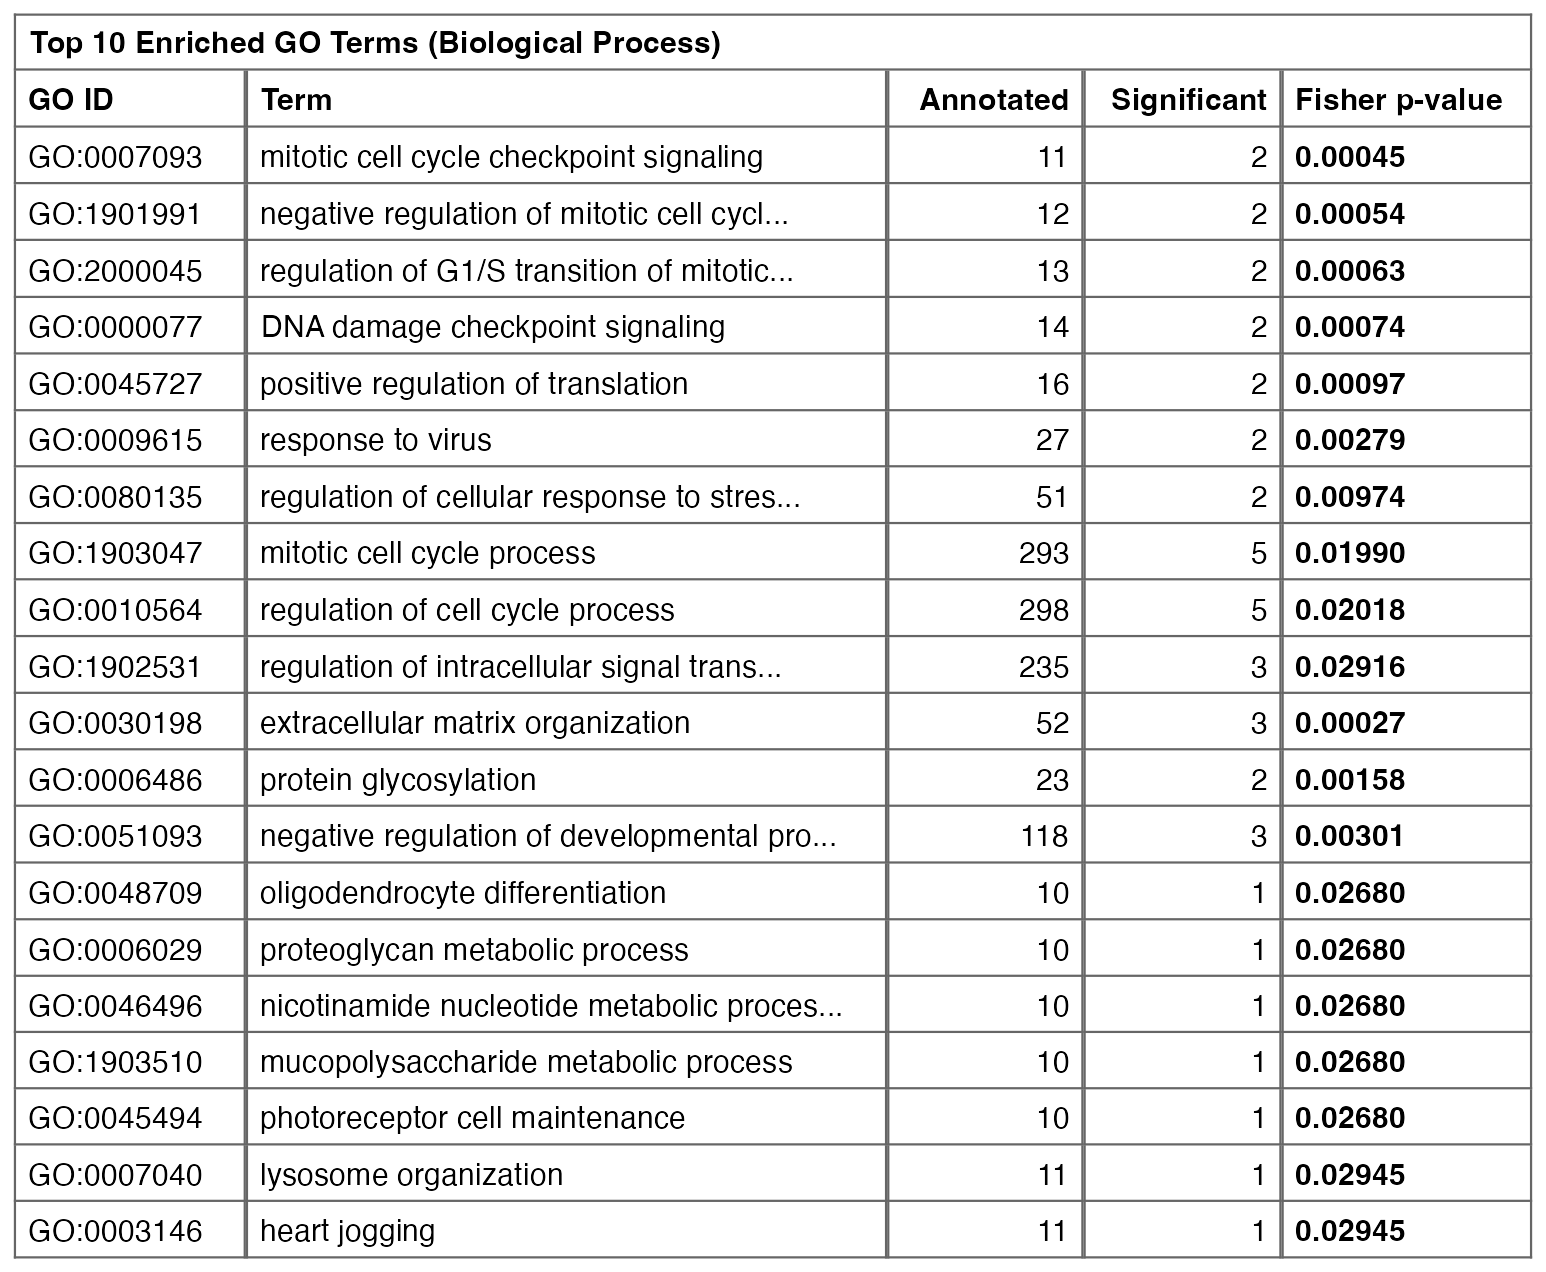 Top 10 Enriched GO Terms (Biological Process)
GO ID Term Annotated Significant Fisher p-value
GO:0007093 mitotic cell cycle checkpoint signaling 11 2 0.00045
GO:1901991 negative regulation of mitotic cell cycl... 12 2 0.00054
GO:2000045 regulation of G1/S transition of mitotic... 13 2 0.00063
GO:0000077 DNA damage checkpoint signaling 14 2 0.00074
GO:0045727 positive regulation of translation 16 2 0.00097
GO:0009615 response to virus 27 2 0.00279
GO:0080135 regulation of cellular response to stres... 51 2 0.00974
GO:1903047 mitotic cell cycle process 293 5 0.01990
GO:0010564 regulation of cell cycle process 298 5 0.02018
GO:1902531 regulation of intracellular signal trans... 235 3 0.02916
GO:0030198 extracellular matrix organization 52 3 0.00027
GO:0006486 protein glycosylation 23 2 0.00158
GO:0051093 negative regulation of developmental pro... 118 3 0.00301
GO:0048709 oligodendrocyte differentiation 10 1 0.02680
GO:0006029 proteoglycan metabolic process 10 1 0.02680
GO:0046496 nicotinamide nucleotide metabolic proces... 10 1 0.02680
GO:1903510 mucopolysaccharide metabolic process 10 1 0.02680
GO:0045494 photoreceptor cell maintenance 10 1 0.02680
GO:0007040 lysosome organization 11 1 0.02945
GO:0003146 heart jogging 11 1 0.02945